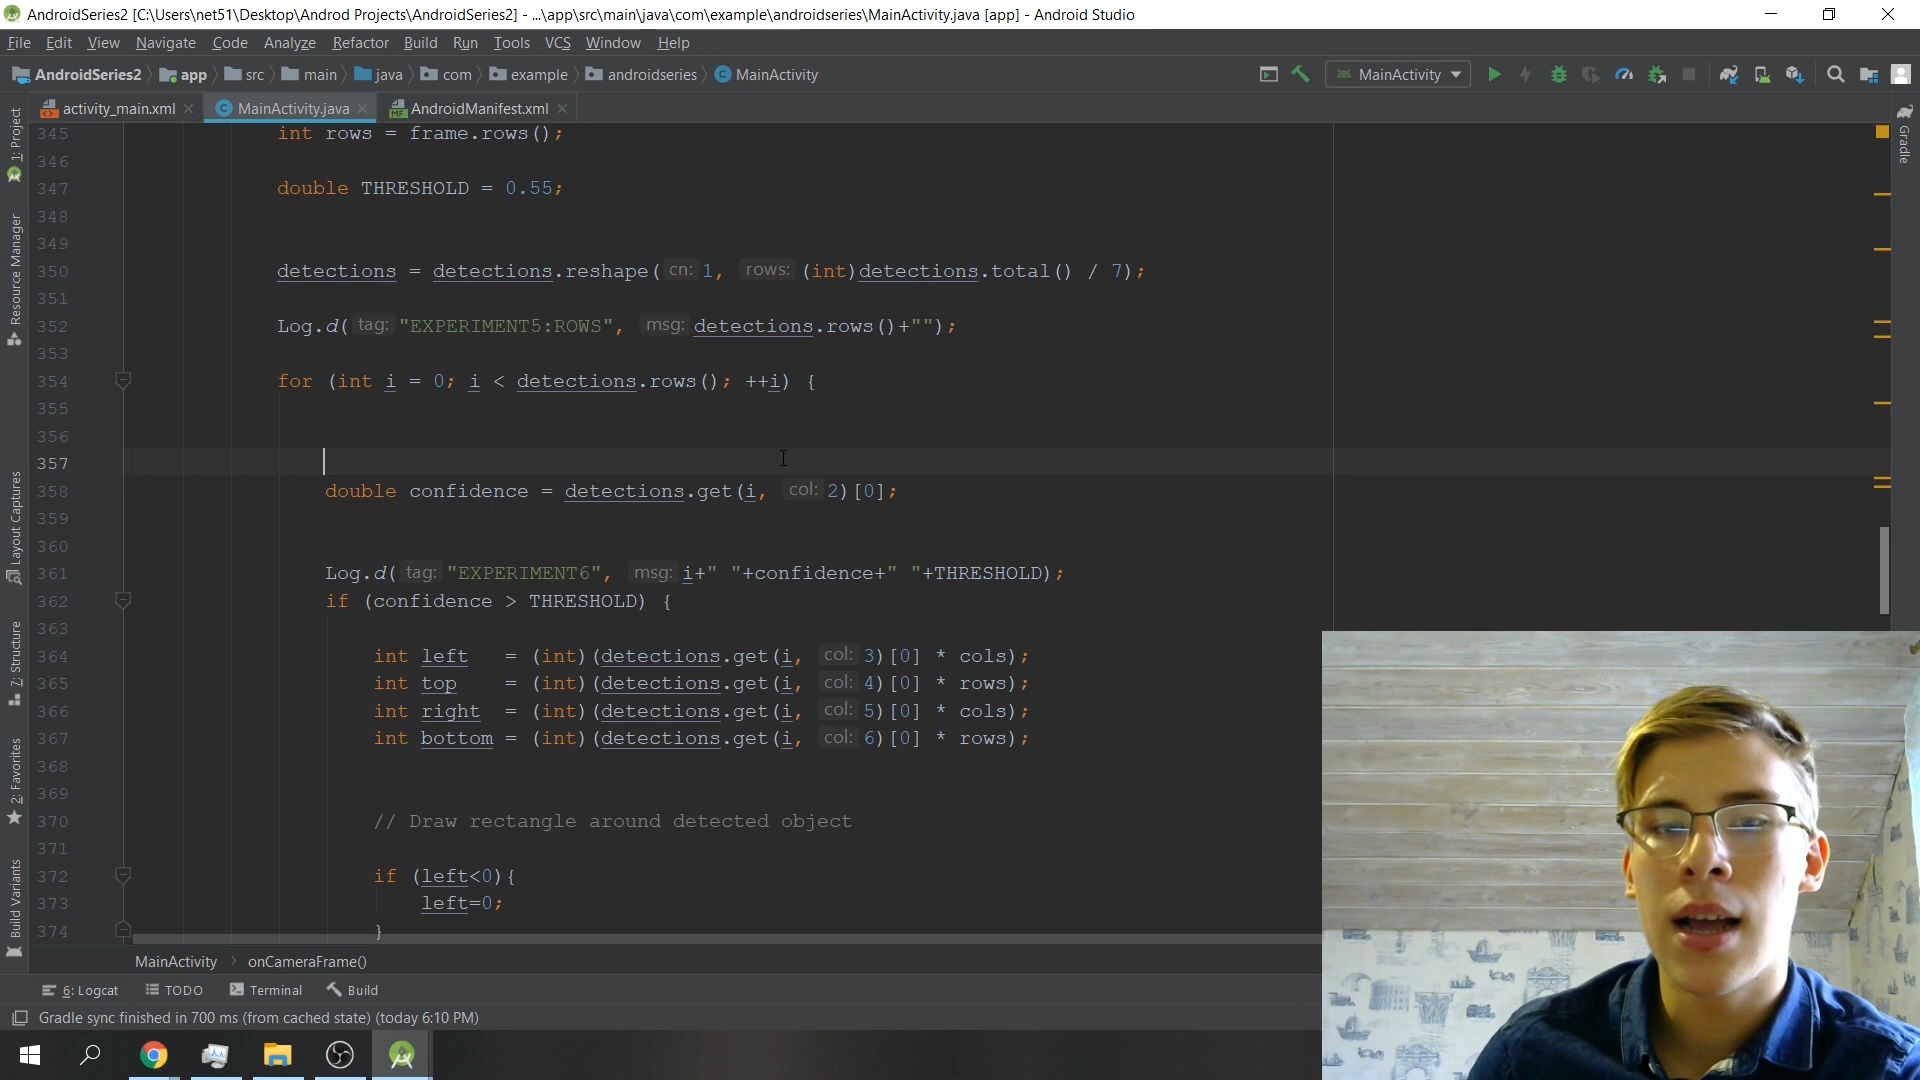 AndroidSeries2 [C:\Users\net51\Desktop\Androd Projects\AndroidSeries2] - ...\app\src\main\java\com\example\androidseries\MainActivity.java [app] - Android Studio
File Edit View Navigate Code Analyze Refactor Build Run Tools VCS Window Help
AndroidSeries2 app src main java com example androidseries MainActivity MainActivity
activity_main.xml MainActivity.java AndroidManifest.xml
1: Project
Resource Manager
Layout Captures
7: Structure
2: Favorites
Build Variants
Gradle
345 int rows = frame.rows();
346
347 double THRESHOLD = 0.55;
348
349
350 detections = detections.reshape( cn: 1, rows: (int)detections.total() / 7);
351
352 Log.d( tag: "EXPERIMENT5:ROWS", msg: detections.rows()+"");
353
354 for (int i = 0; i < detections.rows(); ++i) {
355
356
357
358 double confidence = detections.get(i, col: 2)[0];
359
360
361 Log.d( tag: "EXPERIMENT6", msg: i+" "+confidence+" "+THRESHOLD);
362 if (confidence > THRESHOLD) {
363
364 int left = (int)(detections.get(i, col: 3)[0] * cols);
365 int top = (int)(detections.get(i, col: 4)[0] * rows);
366 int right = (int)(detections.get(i, col: 5)[0] * cols);
367 int bottom = (int)(detections.get(i, col: 6)[0] * rows);
368
369
370 // Draw rectangle around detected object
371
372 if (left<0){
373 left=0;
374 }
MainActivity onCameraFrame()
6: Logcat TODO Terminal Build
Gradle sync finished in 700 ms (from cached state) (today 6:10 PM)